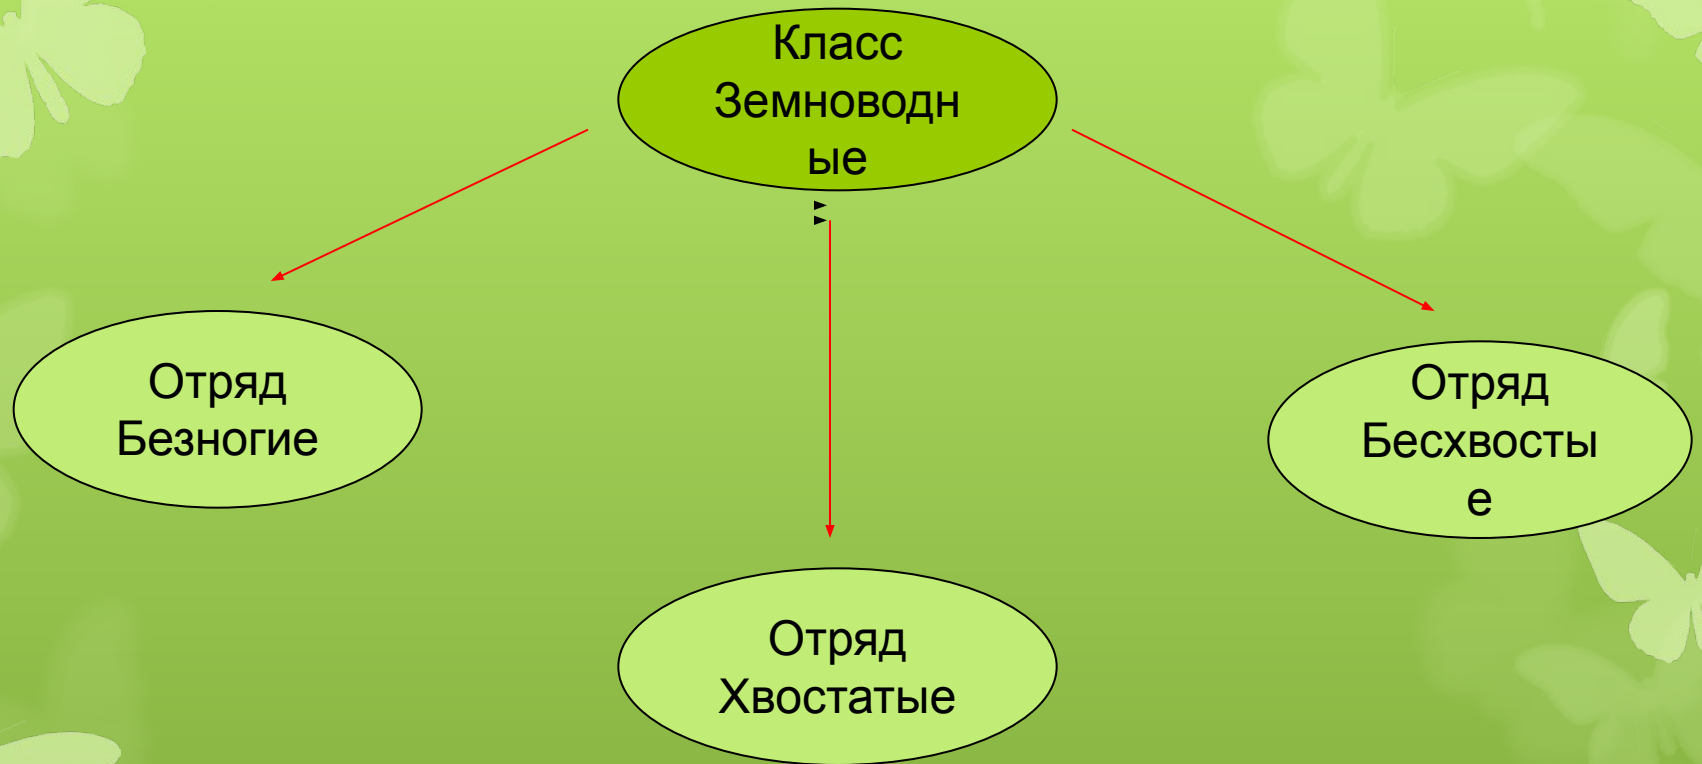 Класс
Земноводн
ые
Отряд
Безногие
Отряд
Бесхвосты
е
Отряд
Хвостатые